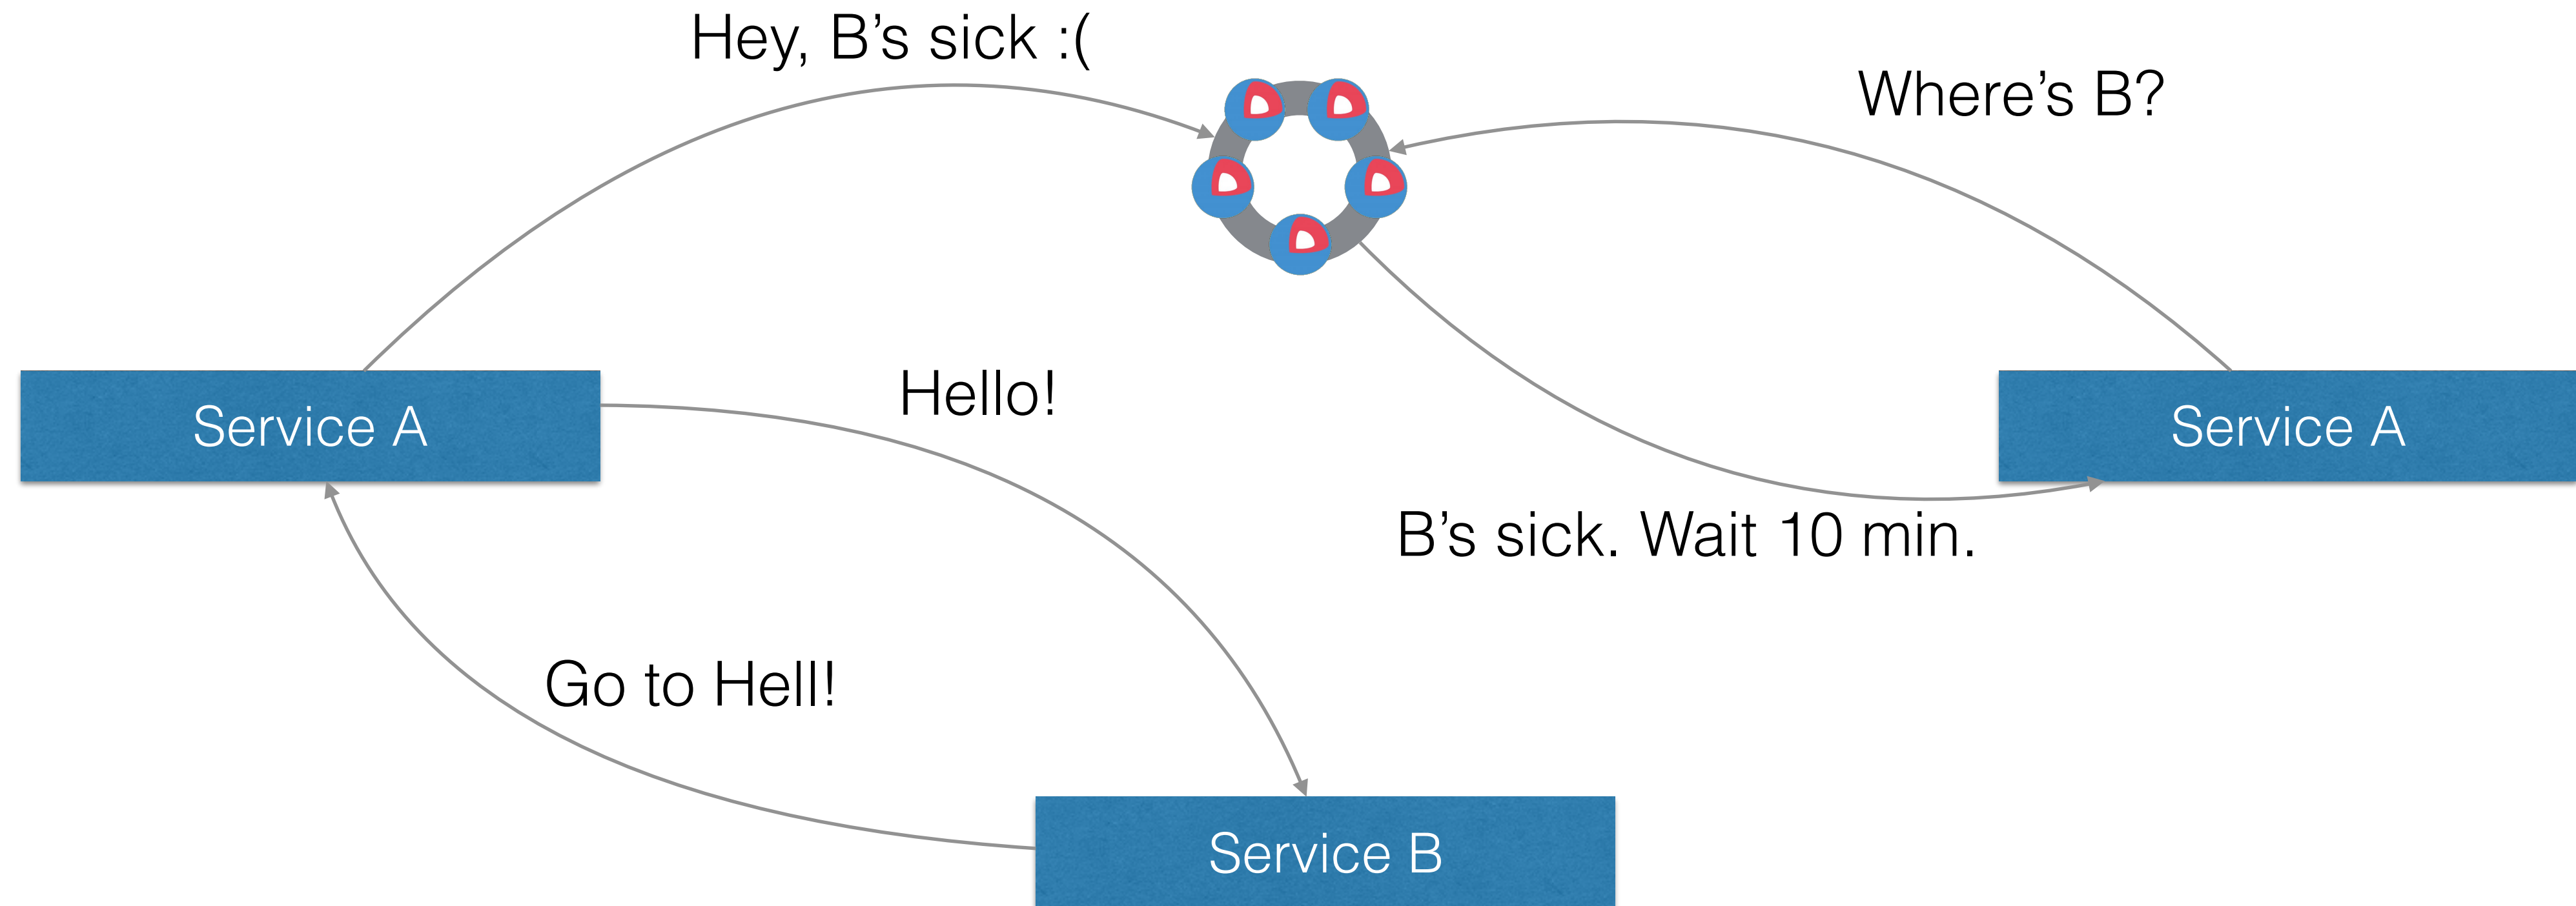 Hey, B’s sick :(
Where’s B?
Service A
Hello!
Service A
B’s sick. Wait 10 min.
Go to Hell!
Service B